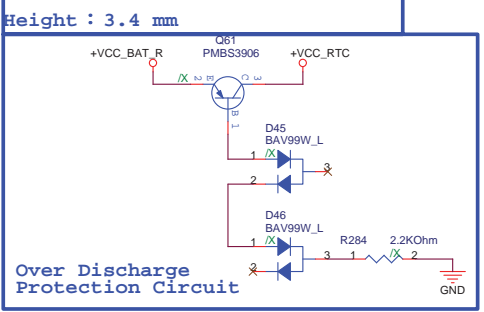 Height：3.4 mm
Q61
+VCC_BAT_R PMBS3906 +VCC_RTC
/X 2 E C 3
B 1
D45
BAV99W_L
1 /X
3
2
D46
BAV99W_L
R284 2.2KOhm
1 /X
3 1 /X 2
2
Over Discharge
Protection Circuit
GND